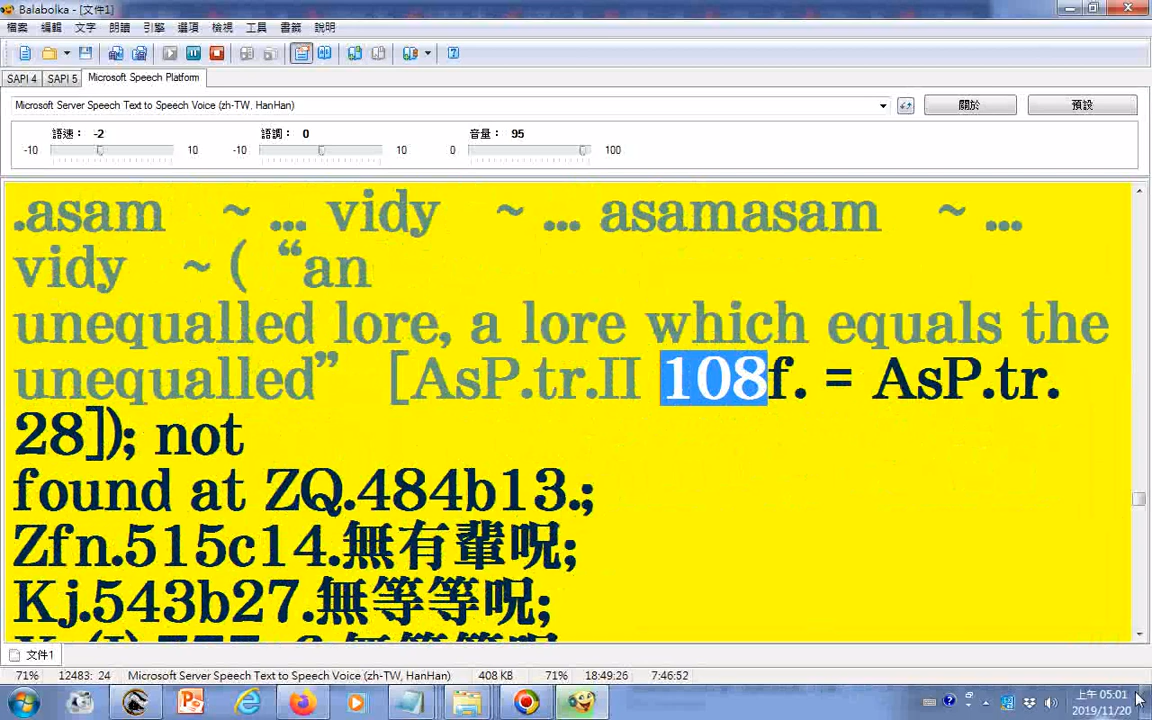 Balabolka - [文件1]
檔案 編輯 文字 朗讀 引擎 選項 檢視 工具 書籤 說明
SAPI 4 SAPI 5 Microsoft Speech Platform
Microsoft Server Speech Text to Speech Voice (zh-TW, HanHan) 關於 預設
語速： -2 語調： 0 音量： 95
-10 10 -10 10 0 100
.asam ~ ... vidy ~ ... asamasam ~ ...
vidy ~ ( “an
unequalled lore, a lore which equals the
unequalled” [AsP.tr.II 108f. = AsP.tr.
28]); not
found at ZQ.484b13.;
Zfn.515c14.無有輩呪;
Kj.543b27.無等等呪;
文件1
71% 12483: 24 Microsoft Server Speech Text to Speech Voice (zh-TW, HanHan) 408 KB 71% 18:49:26 7:46:52
上午 05:01
2019/11/20